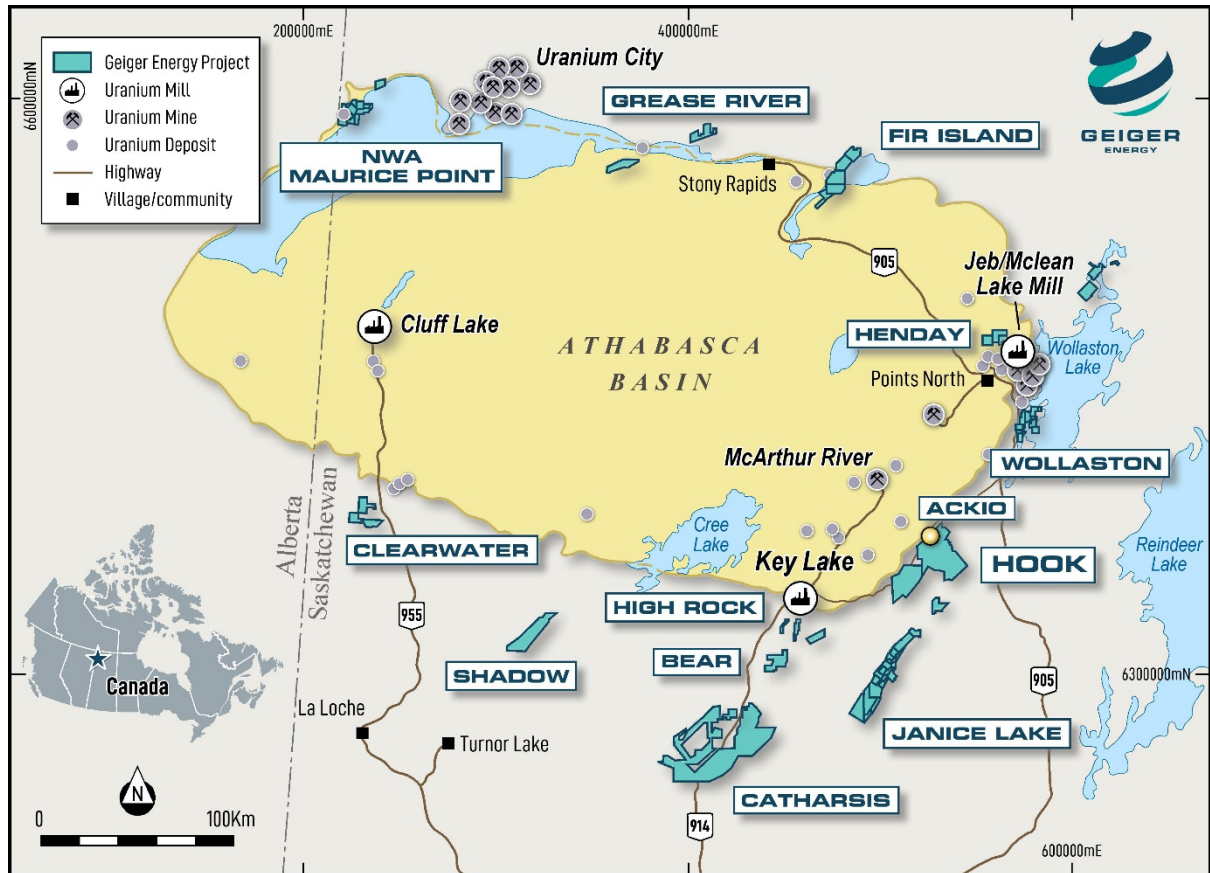 200000mE
400000mE
6600000mN
Geiger Energy Project
Uranium Mill
Uranium Mine
Uranium Deposit
Highway
Village/community
Uranium City
GREASE RIVER
FIR ISLAND
GEIGER
ENERGY
NWA
MAURICE POINT
Stony Rapids
905
Jeb/Mclean
Lake Mill
Cluff Lake
HENDAY
Wollaston
Lake
ATHABASCA
BASIN
Points North
McArthur River
WOLLASTON
ACKIO
Cree
Lake
CLEARWATER
Alberta
Saskatchewan
Key Lake
HOOK
Reindeer
Lake
HIGH ROCK
955
BEAR
SHADOW
Canada
905
6300000mN
La Loche
JANICE LAKE
Turnor Lake
CATHARSIS
N
0
100Km
914
600000mE